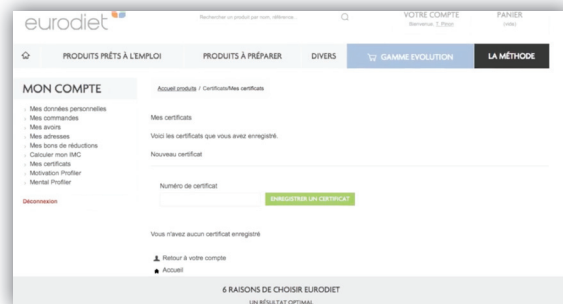 eurodiet
Rechercher un produit par nom, référence...
VOTRE COMPTE
Bienvenue, T. Pinon
PANIER
(vide)
PRODUITS PRÊTS À L'EMPLOI
PRODUITS À PRÉPARER
DIVERS
GAMME EVOLUTION
LA MÉTHODE
MON COMPTE
Mes données personnelles
Mes commandes
Mes avoirs
Mes adresses
Mes bons de réductions
Calculer mon IMC
Mes certificats
Motivation Profiler
Mental Profiler
Déconnexion
Accueil produits / Certificats/Mes certificats
Mes certificats
Voici les certificats que vous avez enregistré.
Nouveau certificat
Numéro de certificat
ENREGISTRER UN CERTIFICAT
Vous n'avez aucun certificat enregistré
Retour à votre compte
Accueil
6 RAISONS DE CHOISIR EURODIET
UN RÉSULTAT OPTIMAL